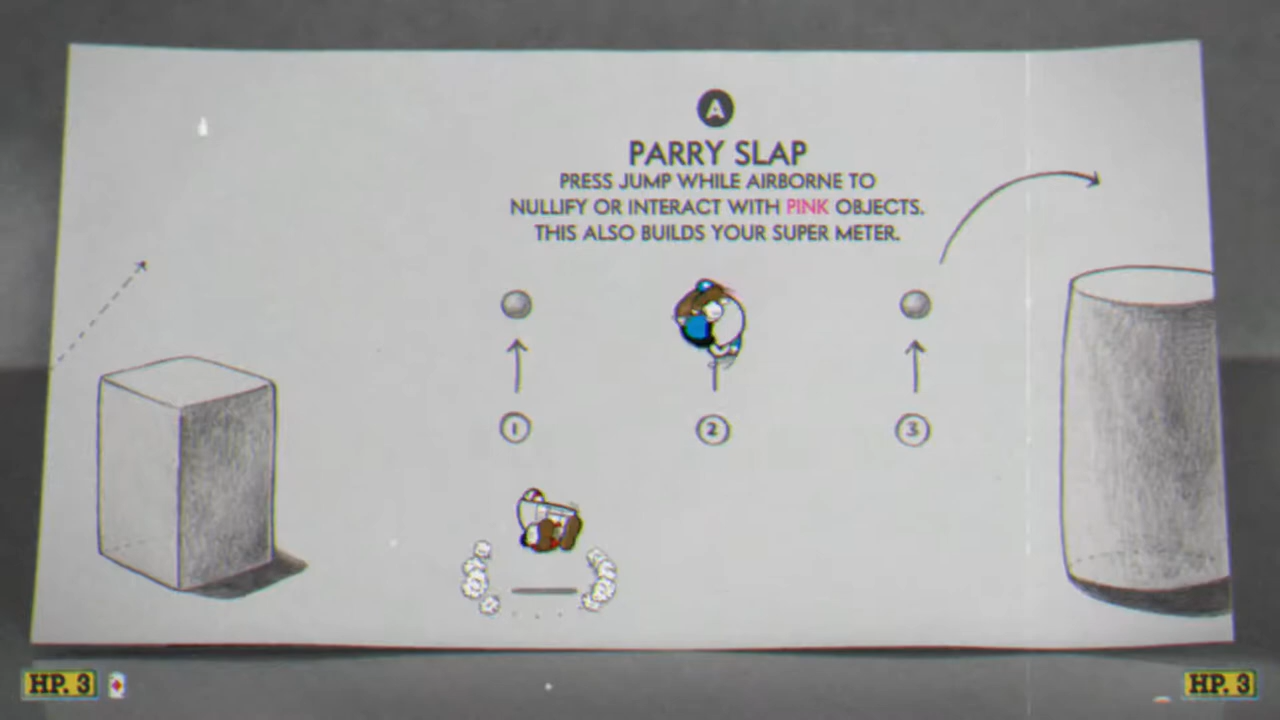 A
PARRY SLAP
PRESS JUMP WHILE AIRBORNE TO
NULLIFY OR INTERACT WITH PINK OBJECTS.
THIS ALSO BUILDS YOUR SUPER METER.
1 2 3
HP. 3 HP. 3